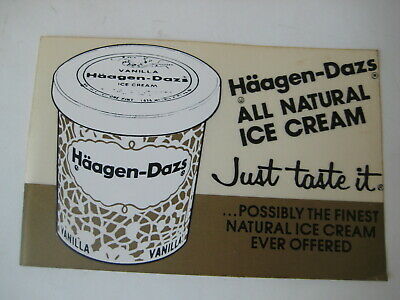 VANILLA
Häagen-Dazs
ICE CREAM
Häagen-Dazs
VANILLA
VANILLA
Häagen-Dazs®
ALL NATURAL
ICE CREAM
Just taste it®
...POSSIBLY THE FINEST
NATURAL ICE CREAM
EVER OFFERED